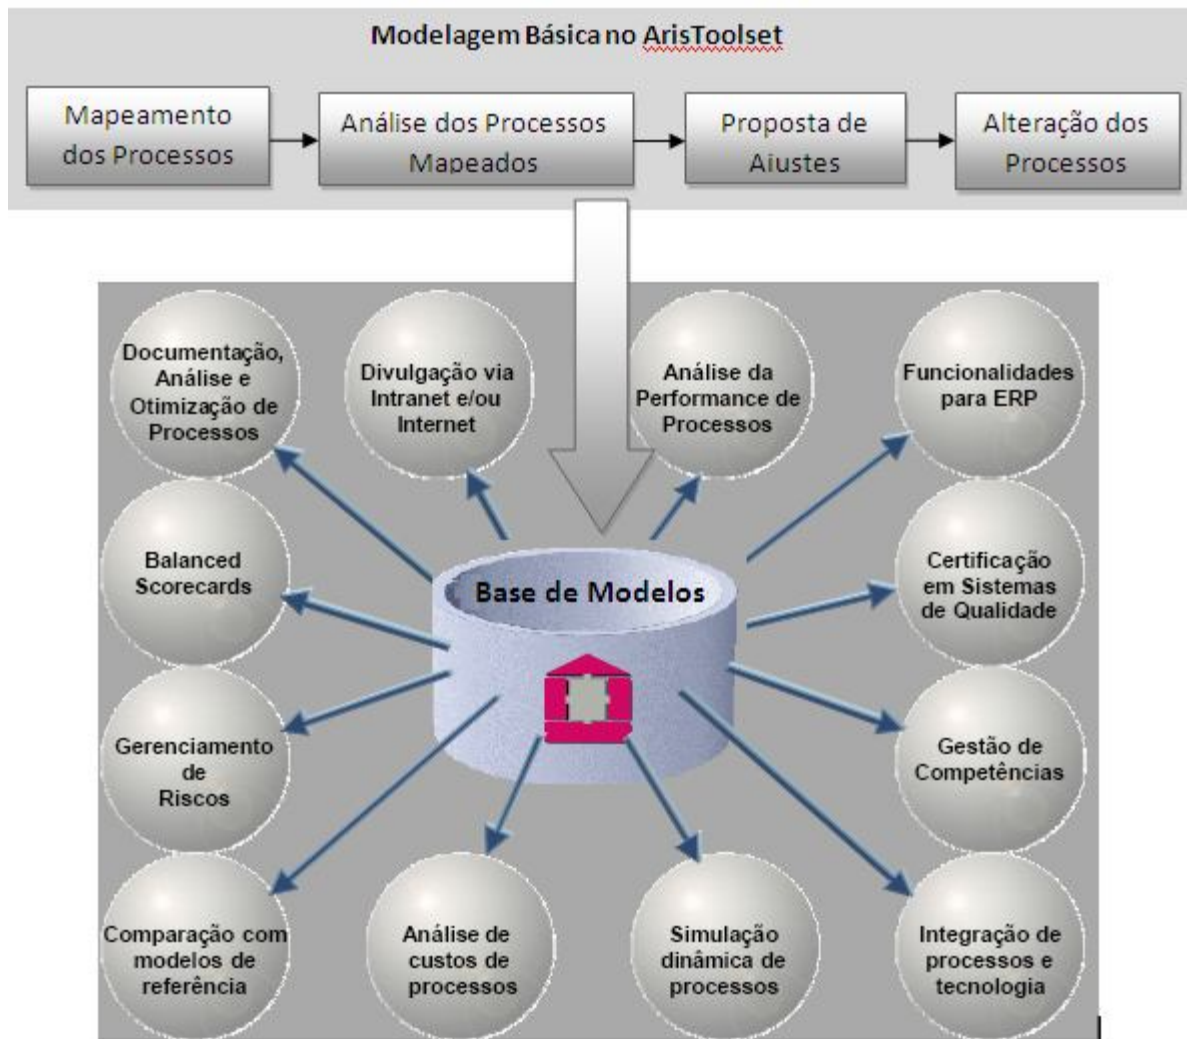 Modelagem Básica no ArisToolset
Mapeamento
dos Processos
Análise dos Processos
Mapeados
Proposta de
Ajustes
Alteração dos
Processos
Documentação,
Análise e
Otimização de
Processos
Divulgação via
Intranet e/ou
Internet
Análise da
Performance de
Processos
Funcionalidades
para ERP
Balanced
Scorecards
Base de Modelos
Certificação
em Sistemas
de Qualidade
Gerenciamento
de
Riscos
Gestão de
Competências
Comparação com
modelos de
referência
Análise de
custos de
processos
Simulação
dinâmica de
processos
Integração de
processos e
tecnologia